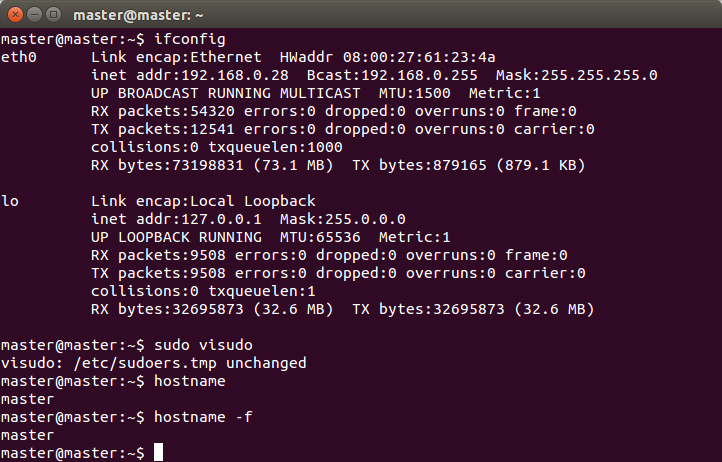 master@master: ~
master@master:~$ ifconfig
eth0      Link encap:Ethernet  HWaddr 08:00:27:61:23:4a
          inet addr:192.168.0.28  Bcast:192.168.0.255  Mask:255.255.255.0
          UP BROADCAST RUNNING MULTICAST  MTU:1500  Metric:1
          RX packets:54320 errors:0 dropped:0 overruns:0 frame:0
          TX packets:12541 errors:0 dropped:0 overruns:0 carrier:0
          collisions:0 txqueuelen:1000
          RX bytes:73198831 (73.1 MB)  TX bytes:879165 (879.1 KB)

lo        Link encap:Local Loopback
          inet addr:127.0.0.1  Mask:255.0.0.0
          UP LOOPBACK RUNNING  MTU:65536  Metric:1
          RX packets:9508 errors:0 dropped:0 overruns:0 frame:0
          TX packets:9508 errors:0 dropped:0 overruns:0 carrier:0
          collisions:0 txqueuelen:1
          RX bytes:32695873 (32.6 MB)  TX bytes:32695873 (32.6 MB)

master@master:~$ sudo visudo
visudo: /etc/sudoers.tmp unchanged
master@master:~$ hostname
master
master@master:~$ hostname -f
master
master@master:~$